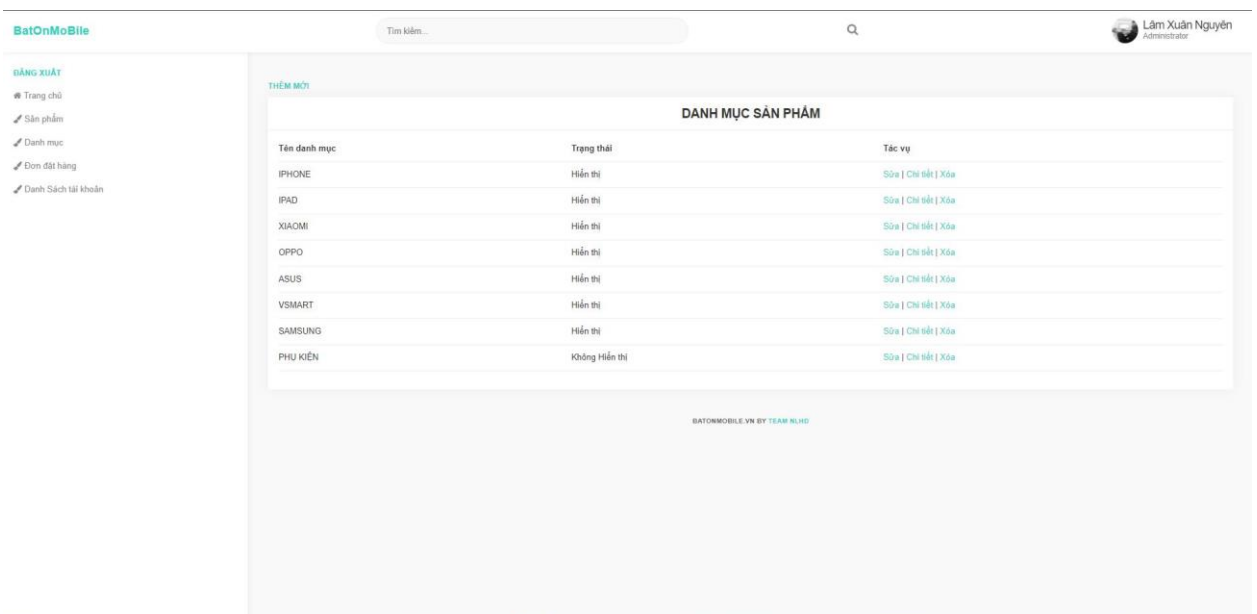 BatOnMoBile
Tìm kiếm...
Lâm Xuân Nguyên
Administrator
ĐĂNG XUẤT
Trang chủ
Sản phẩm
Danh mục
Đơn đặt hàng
Danh Sách tài khoản
THÊM MỚI
DANH MỤC SẢN PHẨM
Tên danh mục Trạng thái Tác vụ
IPHONE Hiển thị Sửa | Chi tiết | Xóa
IPAD Hiển thị Sửa | Chi tiết | Xóa
XIAOMI Hiển thị Sửa | Chi tiết | Xóa
OPPO Hiển thị Sửa | Chi tiết | Xóa
ASUS Hiển thị Sửa | Chi tiết | Xóa
VSMART Hiển thị Sửa | Chi tiết | Xóa
SAMSUNG Hiển thị Sửa | Chi tiết | Xóa
PHỤ KIỆN Không Hiển thị Sửa | Chi tiết | Xóa
BATONMOBILE.VN BY TEAM NLHD